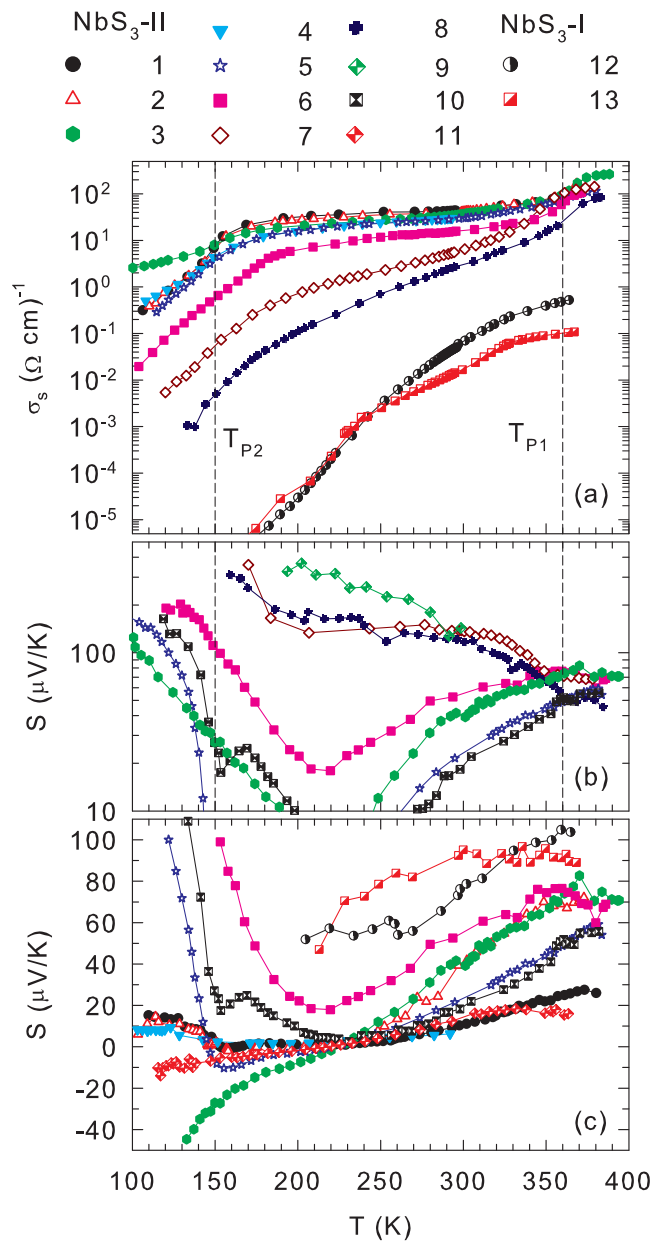 NbS3-II 4 8 NbS3-I
1 5 9 12
2 6 10 13
3 7 11
10^2
10^1
10^0
10^-1
10^-2
10^-3
10^-4
10^-5
σs (Ω cm)^-1
TP2
TP1
(a)
100
10
S (μV/K)
(b)
100
80
60
40
20
0
-20
-40
S (μV/K)
(c)
100 150 200 250 300 350 400
T (K)